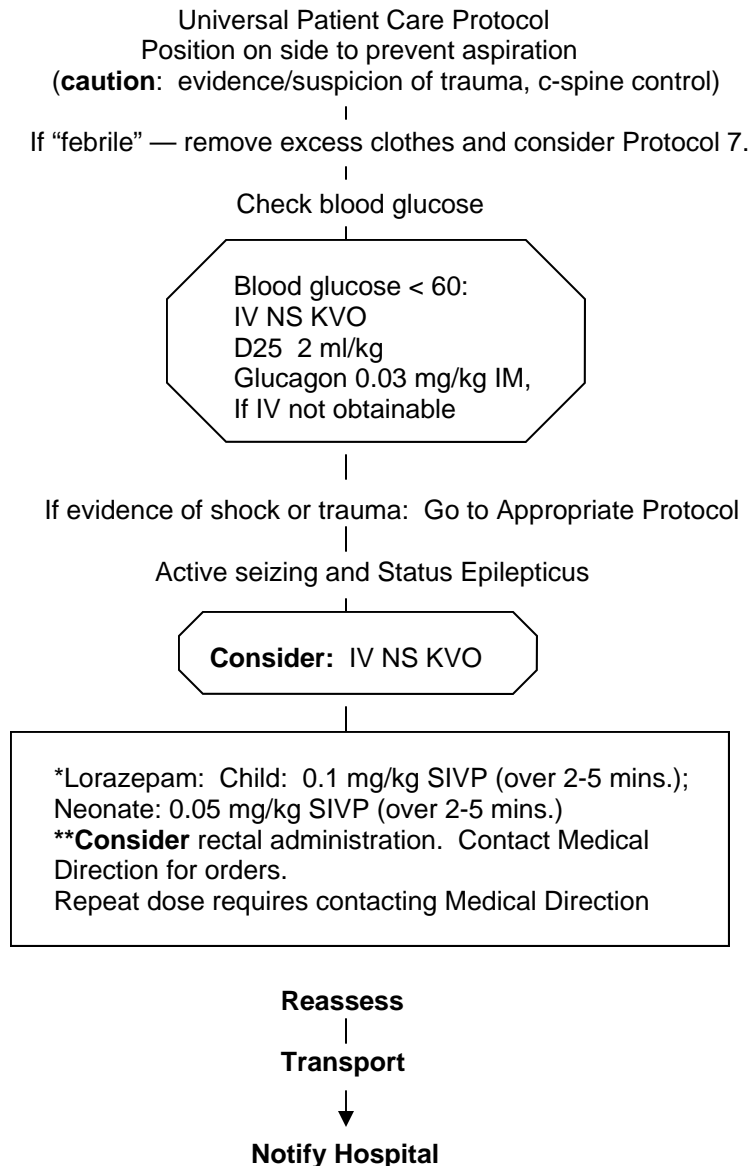 Universal Patient Care Protocol
Position on side to prevent aspiration
(caution:  evidence/suspicion of trauma, c-spine control)
If “febrile” — remove excess clothes and consider Protocol 7.
Check blood glucose
Blood glucose < 60:
IV NS KVO
D25  2 ml/kg
Glucagon 0.03 mg/kg IM,
If IV not obtainable
If evidence of shock or trauma:  Go to Appropriate Protocol
Active seizing and Status Epilepticus
Consider:  IV NS KVO
*Lorazepam:  Child:  0.1 mg/kg SIVP (over 2-5 mins.);
Neonate: 0.05 mg/kg SIVP (over 2-5 mins.)
**Consider rectal administration.  Contact Medical
Direction for orders.
Repeat dose requires contacting Medical Direction
Reassess
Transport
Notify Hospital